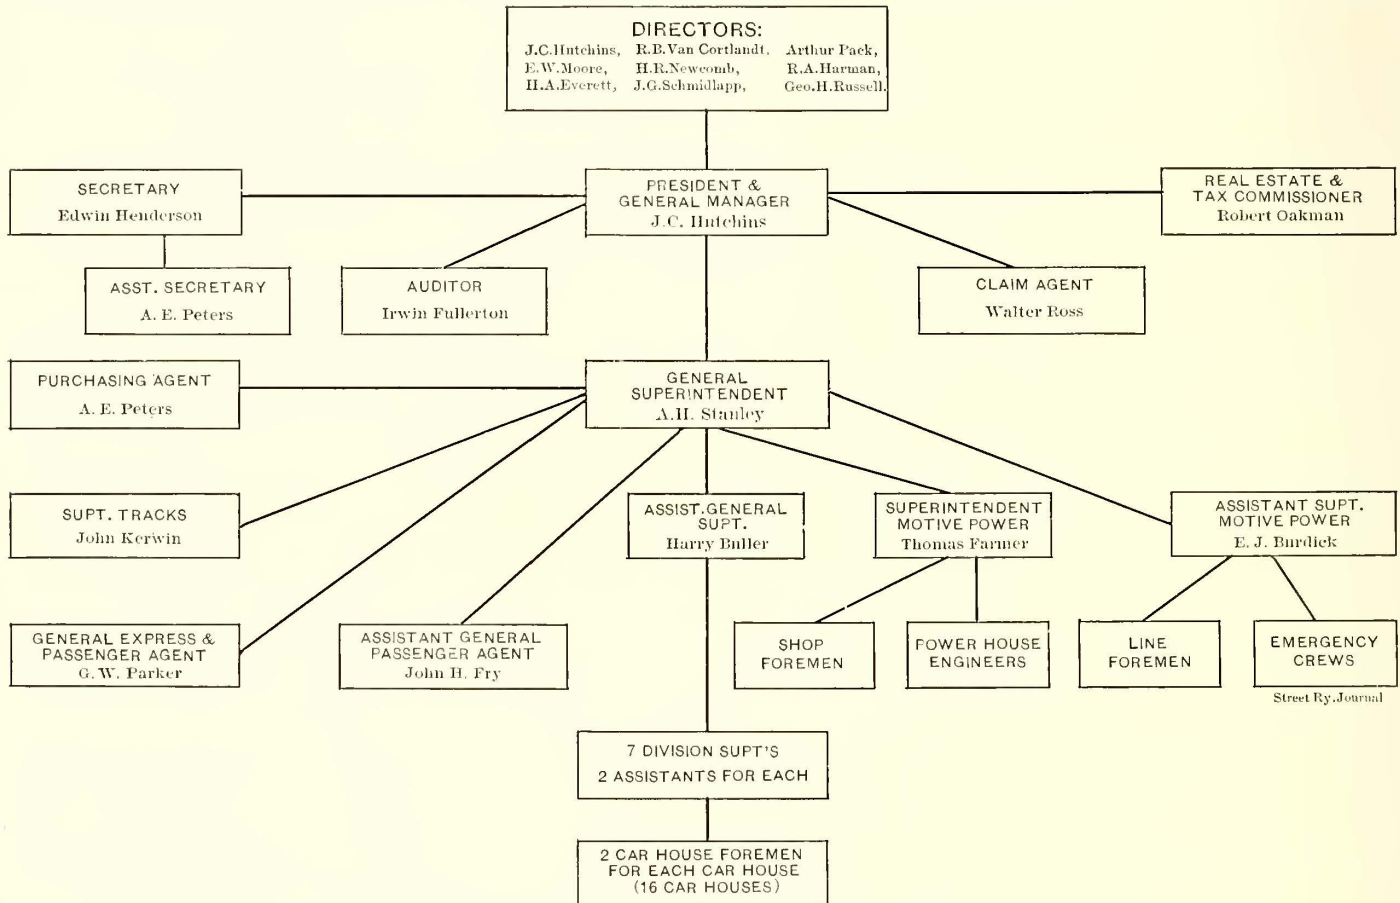 DIRECTORS:
J.C.Hutchins, R.B.Van Cortlandt, Arthur Pack,
E.W.Moore, H.R.Newcomb, R.A.Harman,
H.A.Everett, J.G.Schmidlapp, Geo.H.Russell.
SECRETARY
Edwin Henderson
PRESIDENT &
GENERAL MANAGER
J.C. Hutchins
REAL ESTATE &
TAX COMMISSIONER
Robert Oakman
ASST. SECRETARY
A. E. Peters
AUDITOR
Irwin Fullerton
CLAIM AGENT
Walter Ross
PURCHASING AGENT
A. E. Peters
GENERAL
SUPERINTENDENT
A.H. Stanley
SUPT. TRACKS
John Kerwin
ASSIST. GENERAL
SUPT.
Harry Buller
SUPERINTENDENT
MOTIVE POWER
Thomas Farmer
ASSISTANT SUPT.
MOTIVE POWER
E. J. Burdick
GENERAL EXPRESS &
PASSENGER AGENT
G. W. Parker
ASSISTANT GENERAL
PASSENGER AGENT
John H. Fry
SHOP
FOREMEN
POWER HOUSE
ENGINEERS
LINE
FOREMEN
EMERGENCY
CREWS
Street Ry.Journal
7 DIVISION SUPT'S
2 ASSISTANTS FOR EACH
2 CAR HOUSE FOREMEN
FOR EACH CAR HOUSE
(16 CAR HOUSES)